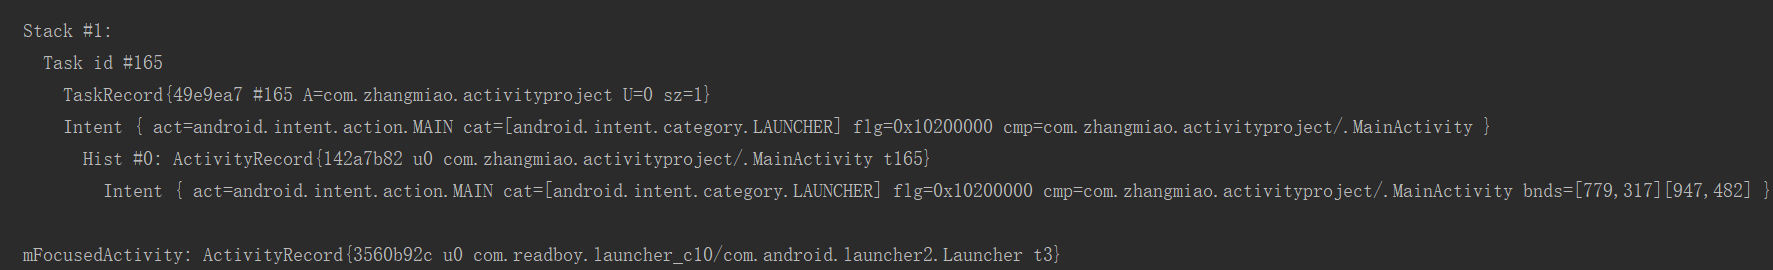 Stack #1:
Task id #165
TaskRecord{49e9ea7 #165 A=com.zhangmiao.activityproject U=0 sz=1}
Intent { act=android.intent.action.MAIN cat=[android.intent.category.LAUNCHER] flg=0x10200000 cmp=com.zhangmiao.activityproject/.MainActivity }
Hist #0: ActivityRecord{142a7b82 u0 com.zhangmiao.activityproject/.MainActivity t165}
Intent { act=android.intent.action.MAIN cat=[android.intent.category.LAUNCHER] flg=0x10200000 cmp=com.zhangmiao.activityproject/.MainActivity bnds=[779,317][947,482] }
mFocusedActivity: ActivityRecord{3560b92c u0 com.readboy.launcher_c10/com.android.launcher2.Launcher t3}